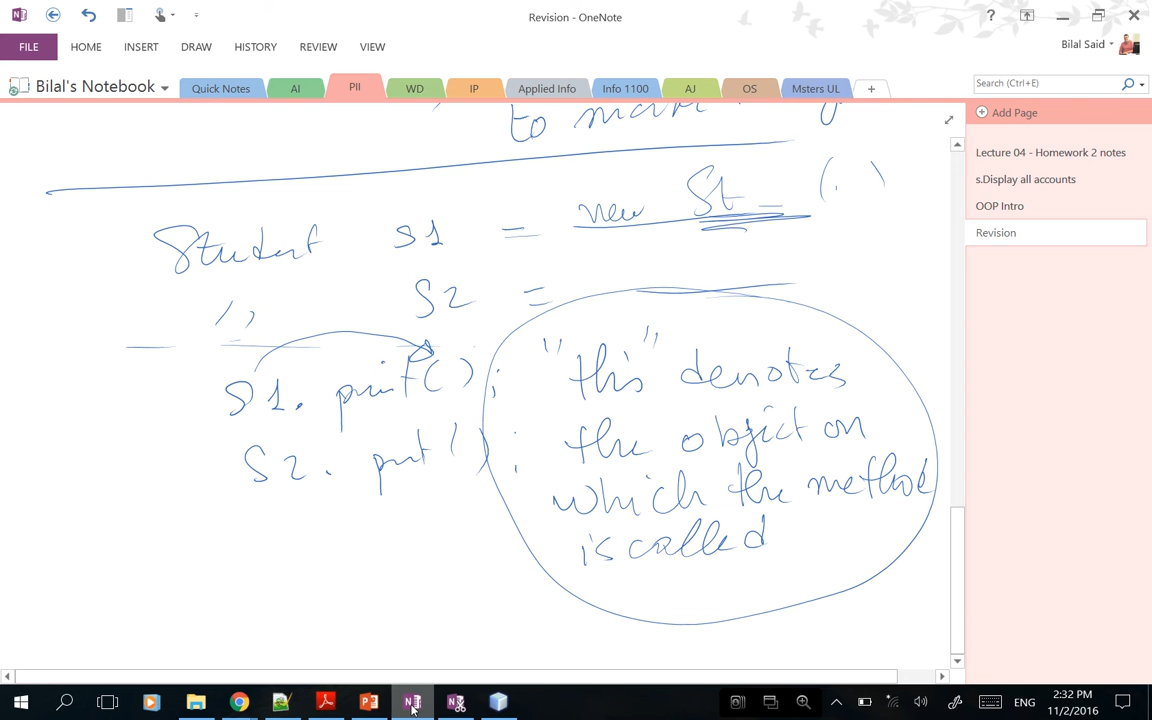 Revision - OneNote
?
Bilal Said
FILE HOME INSERT DRAW HISTORY REVIEW VIEW
Bilal's Notebook Quick Notes AI PII WD IP Applied Info Info 1100 AJ OS Msters UL +
Search (Ctrl+E)
Add Page
Lecture 04 - Homework 2 notes
s.Display all accounts
OOP Intro
Revision
to
Student s1 = new St_ (. )
" s2 =
s1. print( );
s2. print( );
"this" denotes
the object on
which the method
is called
ENG
2:32 PM
11/2/2016